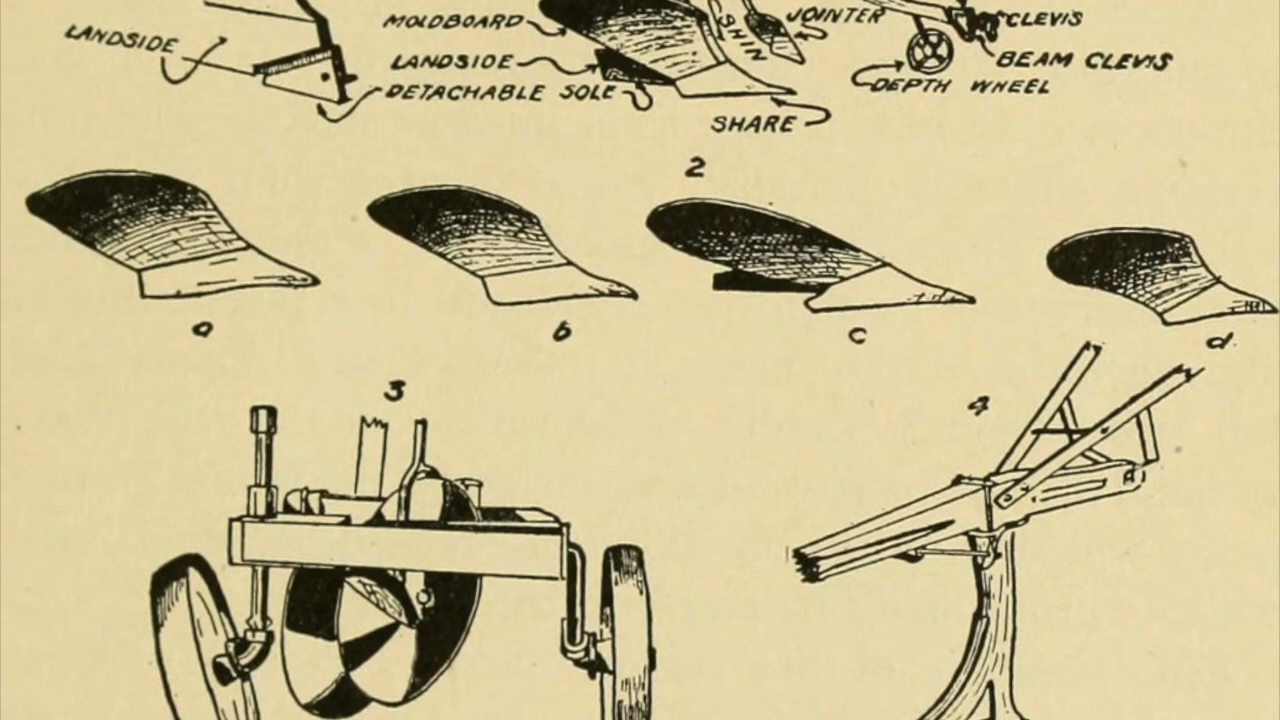 LANDSIDE
MOLDBOARD
LANDSIDE
DETACHABLE SOLE
SHIN
JOINTER
SHARE
CLEVIS
BEAM CLEVIS
DEPTH WHEEL
2
a
b
c
d.
3
4
A